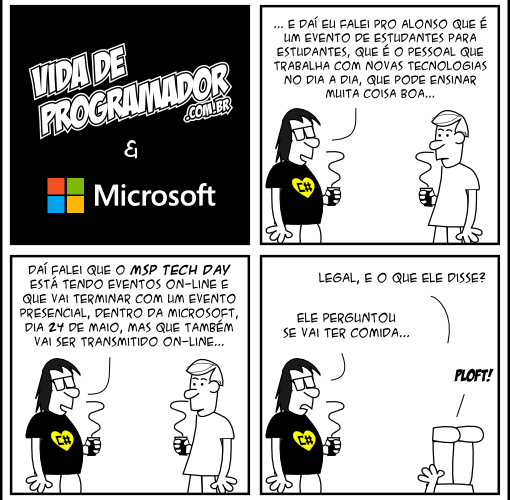 VIDA DE
PROGRAMADOR
.COM.BR
&
Microsoft
... E DAÍ EU FALEI PRO ALONSO QUE É
UM EVENTO DE ESTUDANTES PARA
ESTUDANTES, QUE É O PESSOAL QUE
TRABALHA COM NOVAS TECNOLOGIAS
NO DIA A DIA, QUE PODE ENSINAR
MUITA COISA BOA...
C#
DAÍ FALEI QUE O MSP TECH DAY
ESTÁ TENDO EVENTOS ON-LINE E
QUE VAI TERMINAR COM UM EVENTO
PRESENCIAL, DENTRO DA MICROSOFT,
DIA 24 DE MAIO, MAS QUE TAMBÉM
VAI SER TRANSMITIDO ON-LINE...
C#
LEGAL, E O QUE ELE DISSE?
ELE PERGUNTOU
SE VAI TER COMIDA...
PLOFT!
C#